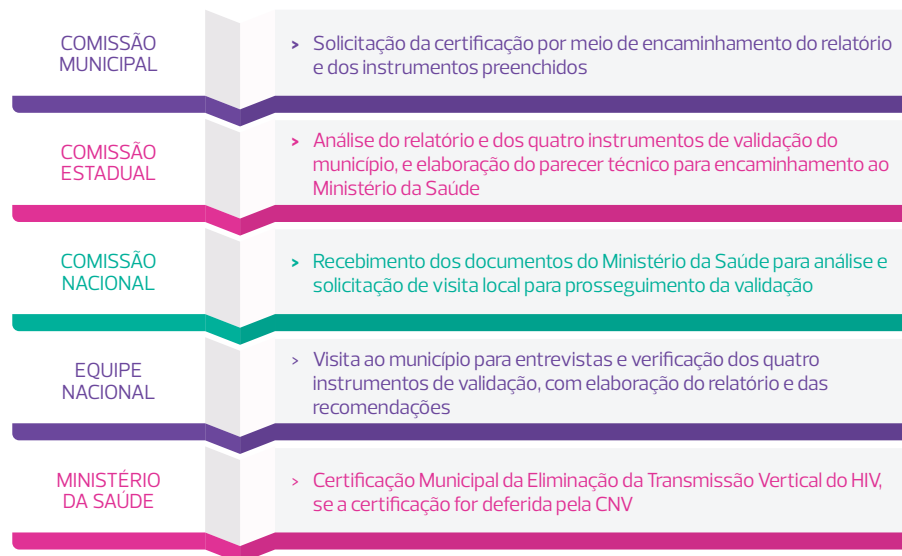 COMISSÃO
MUNICIPAL
> Solicitação da certificação por meio de encaminhamento do relatório
e dos instrumentos preenchidos
COMISSÃO
ESTADUAL
> Análise do relatório e dos quatro instrumentos de validação do
município, e elaboração do parecer técnico para encaminhamento ao
Ministério da Saúde
COMISSÃO
NACIONAL
> Recebimento dos documentos do Ministério da Saúde para análise e
solicitação de visita local para prosseguimento da validação
EQUIPE
NACIONAL
> Visita ao município para entrevistas e verificação dos quatro
instrumentos de validação, com elaboração do relatório e das
recomendações
MINISTÉRIO
DA SAÚDE
> Certificação Municipal da Eliminação da Transmissão Vertical do HIV,
se a certificação for deferida pela CNV